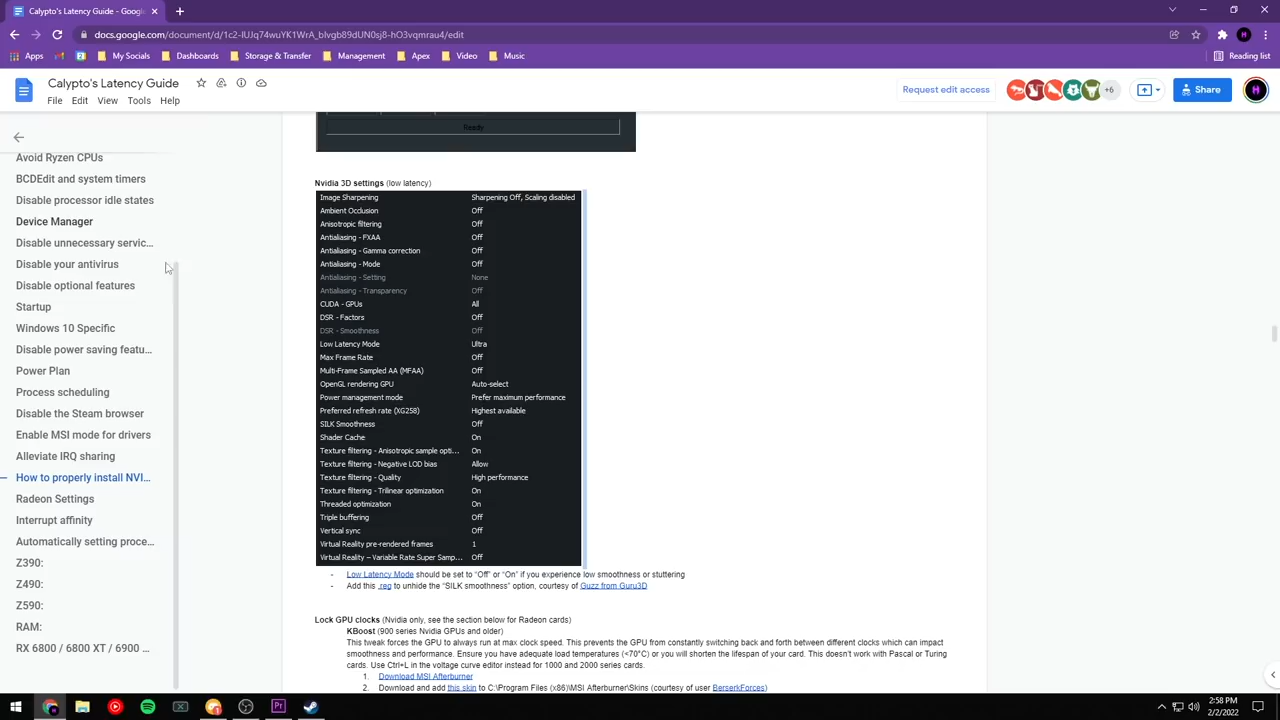 Calypto's Latency Guide - Google
docs.google.com/document/d/1c2-lUJq74wuYK1WrA_bIvgb89dUN0sj8-hO3vqmrau4/edit
Apps
My Socials
Dashboards
Storage & Transfer
Management
Apex
Video
Music
Reading list
Calypto's Latency Guide
Request edit access
+6
Share
H
File Edit View Tools Help
Ready
Avoid Ryzen CPUs
BCDEdit and system timers
Disable processor idle states
Device Manager
Disable unnecessary servic...
Disable your antivirus
Disable optional features
Startup
Windows 10 Specific
Disable power saving featu...
Power Plan
Process scheduling
Disable the Steam browser
Enable MSI mode for drivers
Alleviate IRQ sharing
How to properly install NVI...
Radeon Settings
Interrupt affinity
Automatically setting proce...
Z390:
Z490:
Z590:
RAM:
RX 6800 / 6800 XT / 6900 ...
Nvidia 3D settings (low latency)
Image Sharpening Sharpening Off, Scaling disabled
Ambient Occlusion Off
Anisotropic filtering Off
Antialiasing - FXAA Off
Antialiasing - Gamma correction Off
Antialiasing - Mode Off
Antialiasing - Setting None
Antialiasing - Transparency Off
CUDA - GPUs All
DSR - Factors Off
DSR - Smoothness Off
Low Latency Mode Ultra
Max Frame Rate Off
Multi-Frame Sampled AA (MFAA) Off
OpenGL rendering GPU Auto-select
Power management mode Prefer maximum performance
Preferred refresh rate (XG258) Highest available
SILK Smoothness Off
Shader Cache On
Texture filtering - Anisotropic sample opti... On
Texture filtering - Negative LOD bias Allow
Texture filtering - Quality High performance
Texture filtering - Trilinear optimization On
Threaded optimization On
Triple buffering Off
Vertical sync Off
Virtual Reality pre-rendered frames 1
Virtual Reality – Variable Rate Super Samp... Off
- Low Latency Mode should be set to "Off" or "On" if you experience low smoothness or stuttering
- Add this .reg to unhide the "SILK smoothness" option, courtesy of Guzz from Guru3D
Lock GPU clocks (Nvidia only, see the section below for Radeon cards)
KBoost (900 series Nvidia GPUs and older)
This tweak forces the GPU to always run at max clock speed. This prevents the GPU from constantly switching back and forth between different clocks which can impact
smoothness and performance. Ensure you have adequate load temperatures (<70°C) or you will shorten the lifespan of your card. This doesn't work with Pascal or Turing
cards. Use Ctrl+L in the voltage curve editor instead for 1000 and 2000 series cards.
1. Download MSI Afterburner
2. Download and add this skin to C:\Program Files (x86)\MSI Afterburner\Skins (courtesy of user BerskerkForces)
2:58 PM
2/2/2022